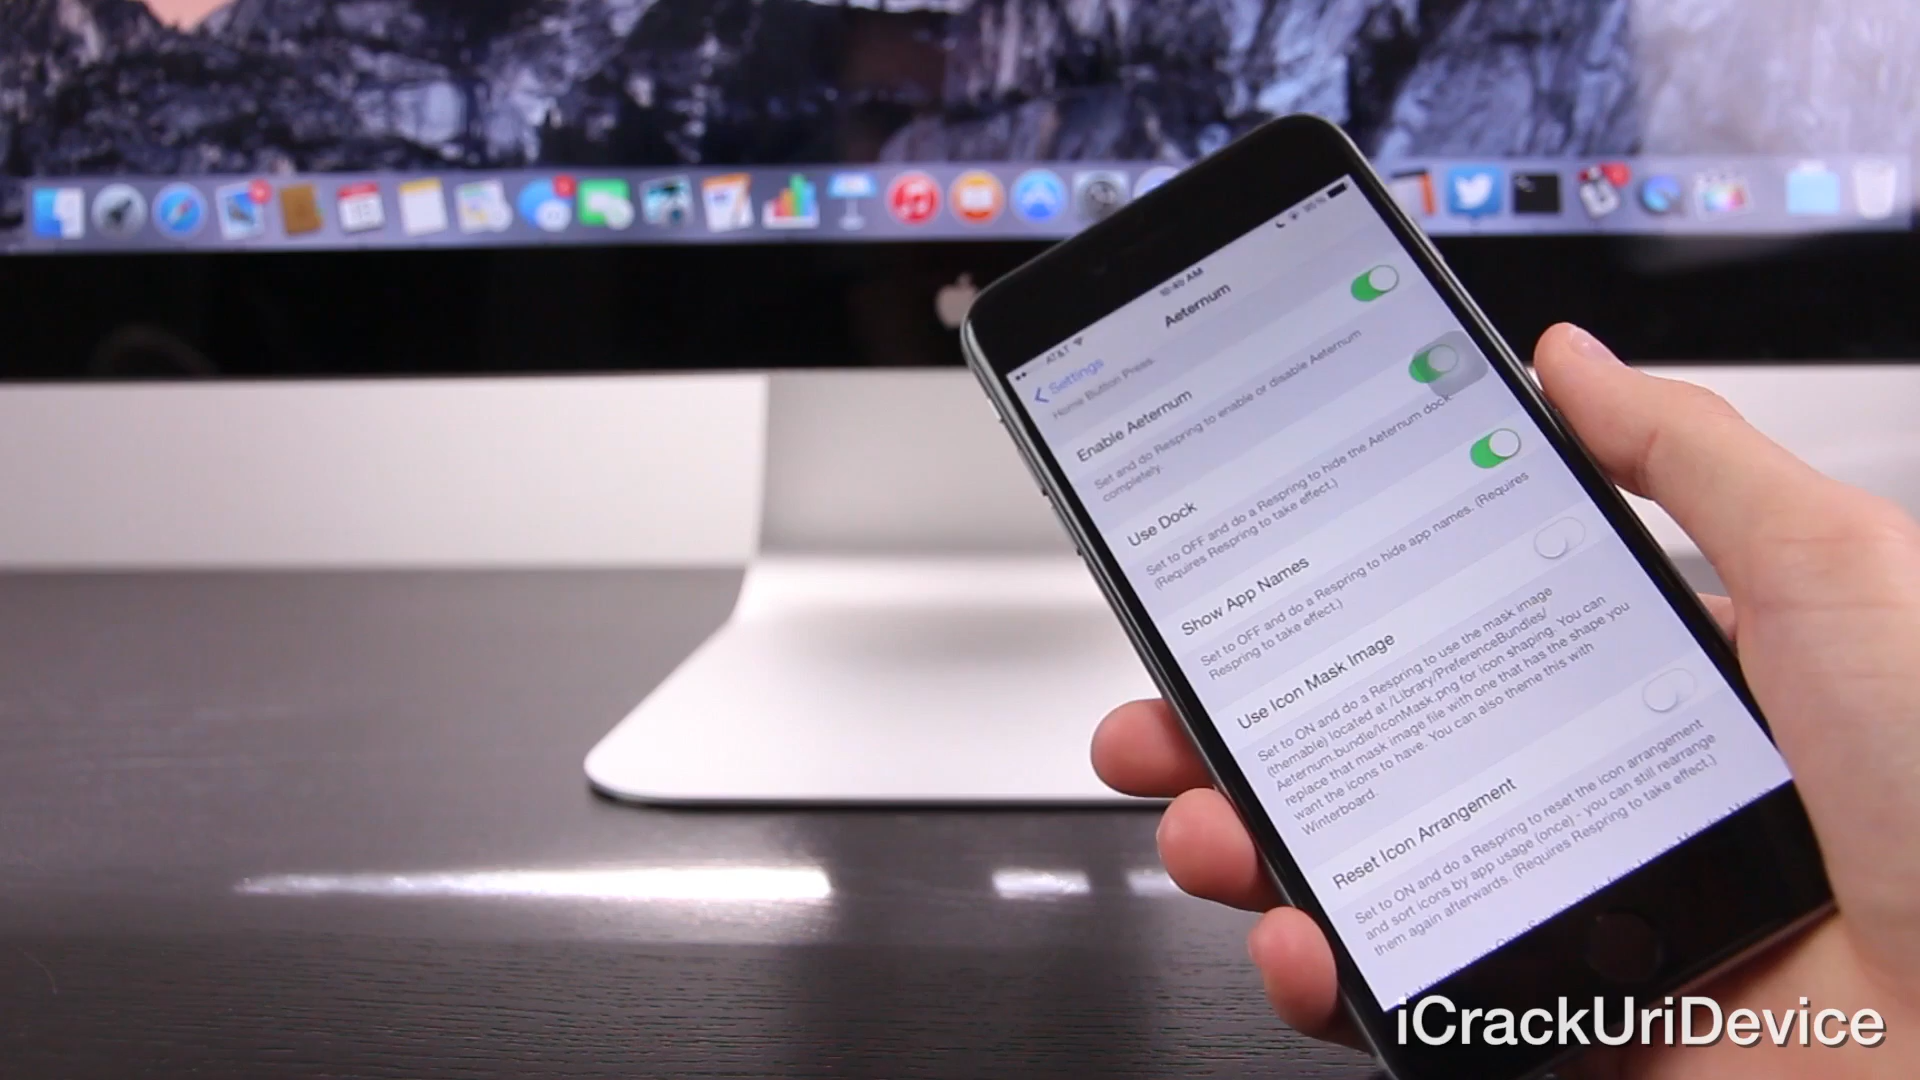 AT&T
10:49 AM
95%
Settings
Aeternum
Home Button Press.
Enable Aeternum
Set and do Respring to enable or disable Aeternum
completely.
Use Dock
Set to OFF and do a Respring to hide the Aeternum dock
(Requires Respring to take effect.)
Show App Names
Set to OFF and do a Respring to hide app names. (Requires
Respring to take effect.)
Use Icon Mask Image
Set to ON and do a Respring to use the mask image
(themable) located at /Library/PreferenceBundles/
Aeternum.bundle/IconMask.png for icon shaping. You can
replace that mask image file with one that has the shape you
want the icons to have. You can also theme this with
Winterboard.
Reset Icon Arrangement
Set to ON and do a Respring to reset the icon arrangement
and sort icons by app usage (once) - you can still rearrange
them again afterwards. (Requires Respring to take effect.)
iCrackUriDevice